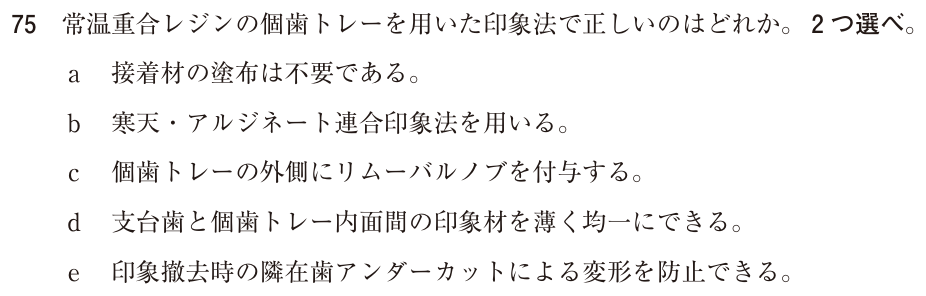 75 常温重合レジンの個歯トレーを用いた印象法で正しいのはどれか。2つ選べ。
a 接着材の塗布は不要である。
b 寒天・アルジネート連合印象法を用いる。
c 個歯トレーの外側にリムーバルノブを付与する。
d 支台歯と個歯トレー内面間の印象材を薄く均一にできる。
e 印象撤去時の隣在歯アンダーカットによる変形を防止できる。